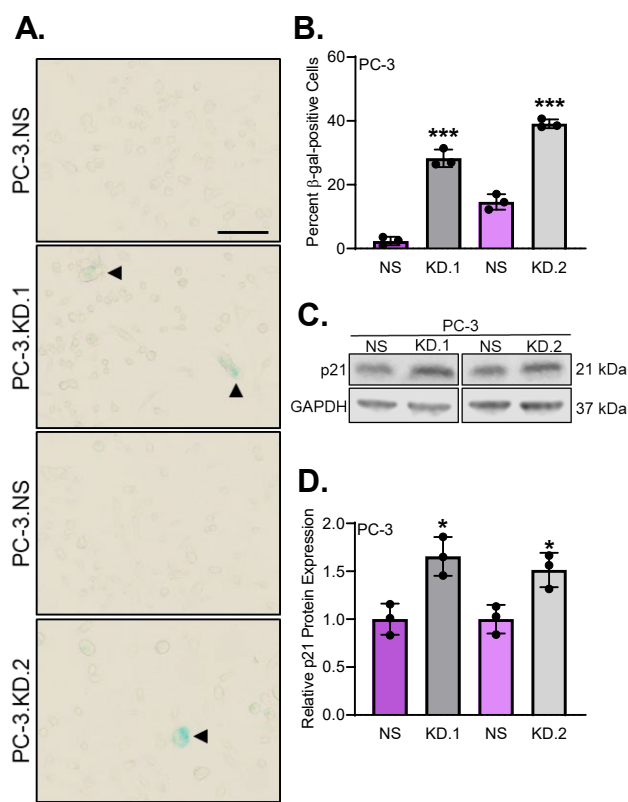 A.
PC-3.NS
PC-3.KD.1
PC-3.NS
PC-3.KD.2
B.
PC-3
Percent β-gal-positive Cells
60
40
20
0
***
***
NS KD.1 NS KD.2
C.
PC-3
NS KD.1 NS KD.2
p21 21 kDa
GAPDH 37 kDa
D.
PC-3
Relative p21 Protein Expression
2.0
1.5
1.0
0.5
0.0
*
*
NS KD.1 NS KD.2